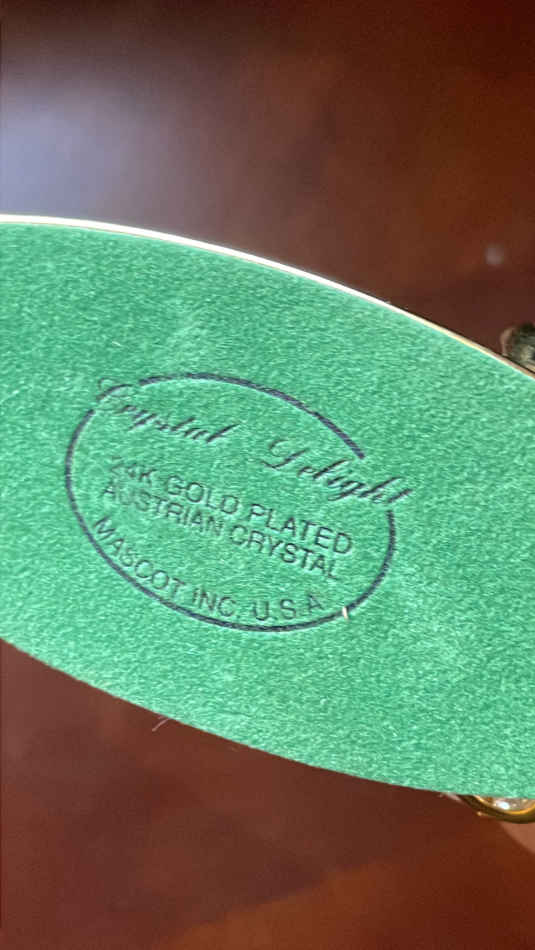 Crystal Delight
24K GOLD PLATED
AUSTRIAN CRYSTAL
MASCOT INC. U.S.A.